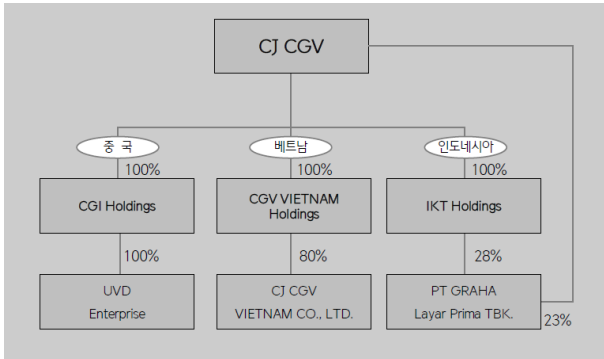 CJ CGV
중 국
베트남
인도네시아
100%
100%
100%
CGI Holdings
CGV VIETNAM
Holdings
IKT Holdings
100%
80%
28%
UVD
Enterprise
CJ CGV
VIETNAM CO., LTD.
PT GRAHA
Layar Prima TBK.
23%